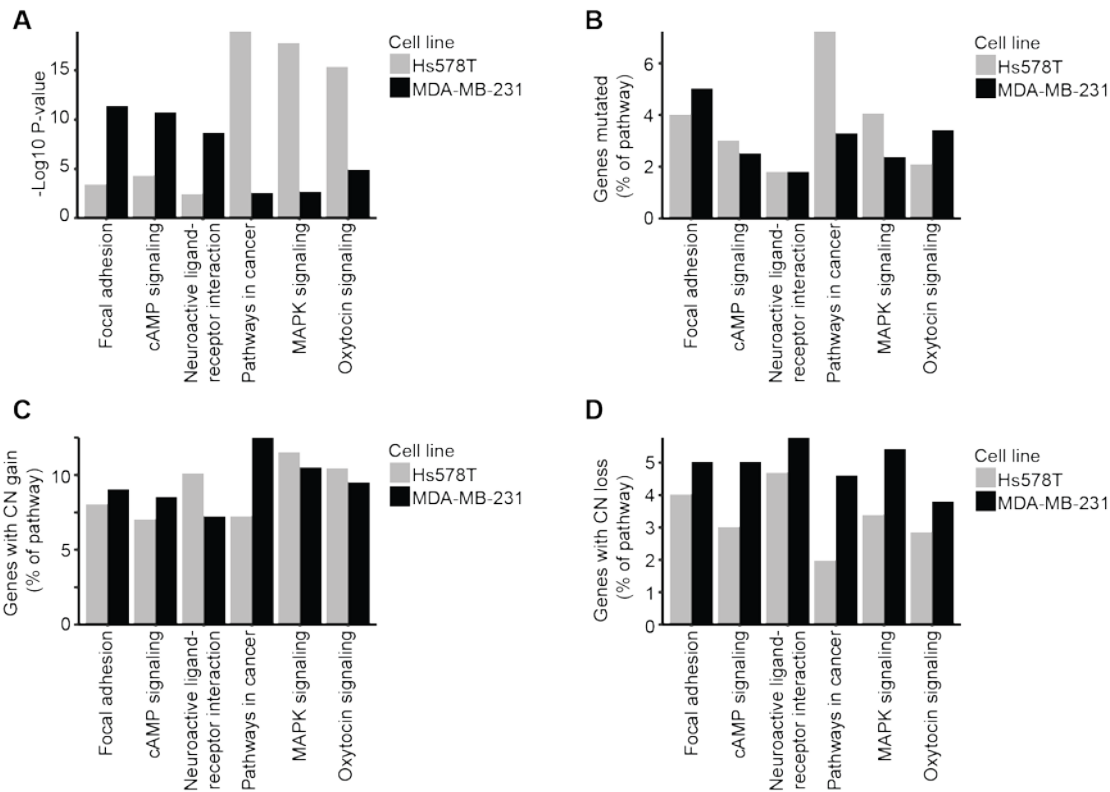 A
-Log10 P-value
15
10
5
0
Focal adhesion
cAMP signaling
Neuroactive ligand-
receptor interaction
Pathways in cancer
MAPK signaling
Oxytocin signaling
Cell line
Hs578T
MDA-MB-231
B
Genes mutated
(% of pathway)
6
4
2
0
Focal adhesion
cAMP signaling
Neuroactive ligand-
receptor interaction
Pathways in cancer
MAPK signaling
Oxytocin signaling
Cell line
Hs578T
MDA-MB-231
C
Genes with CN gain
(% of pathway)
10
5
0
Focal adhesion
cAMP signaling
Neuroactive ligand-
receptor interaction
Pathways in cancer
MAPK signaling
Oxytocin signaling
Cell line
Hs578T
MDA-MB-231
D
Genes with CN loss
(% of pathway)
5
4
3
2
1
0
Focal adhesion
cAMP signaling
Neuroactive ligand-
receptor interaction
Pathways in cancer
MAPK signaling
Oxytocin signaling
Cell line
Hs578T
MDA-MB-231